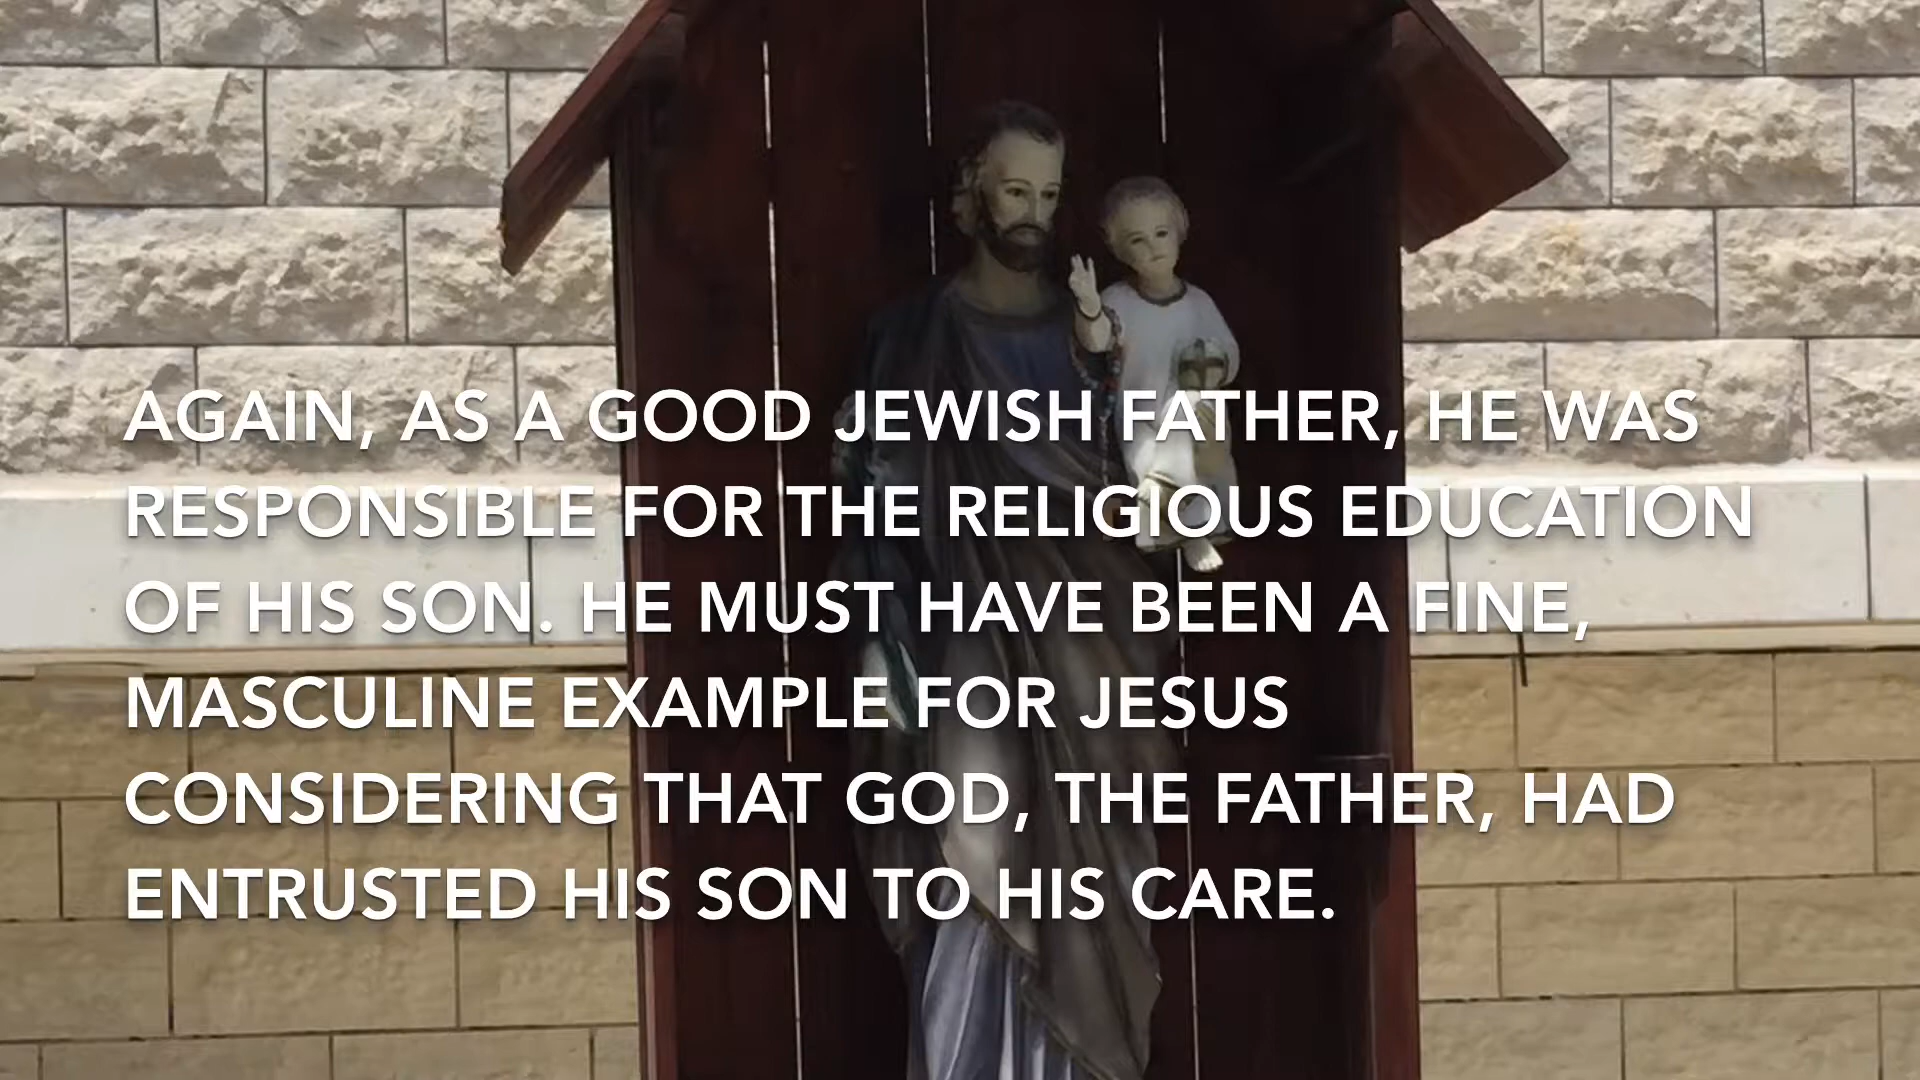 AGAIN, AS A GOOD JEWISH FATHER, HE WAS
RESPONSIBLE FOR THE RELIGIOUS EDUCATION
OF HIS SON. HE MUST HAVE BEEN A FINE,
MASCULINE EXAMPLE FOR JESUS
CONSIDERING THAT GOD, THE FATHER, HAD
ENTRUSTED HIS SON TO HIS CARE.